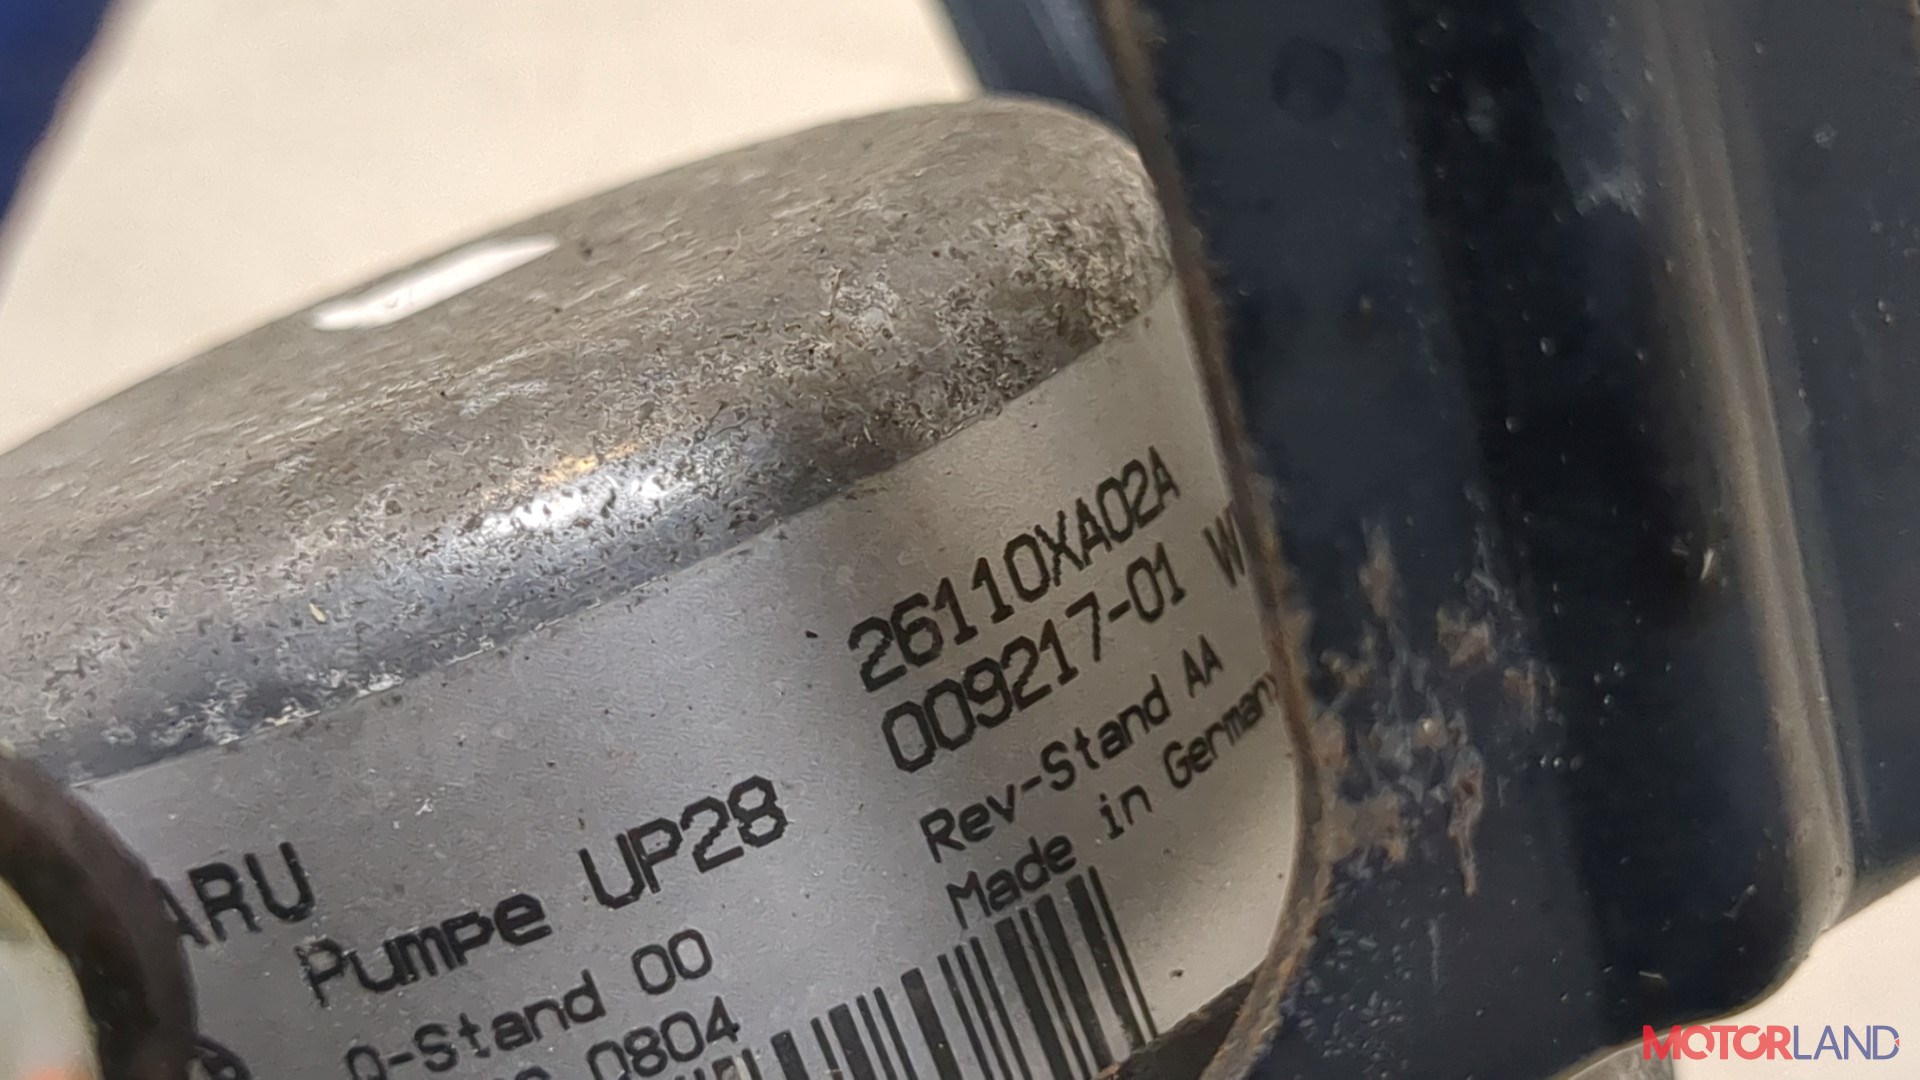 26110XA02A
009217-01 W
Rev-Stand AA
Made in Germany
ARU
Pumpe UP28
Q-Stand 00
0804
MOTORLAND